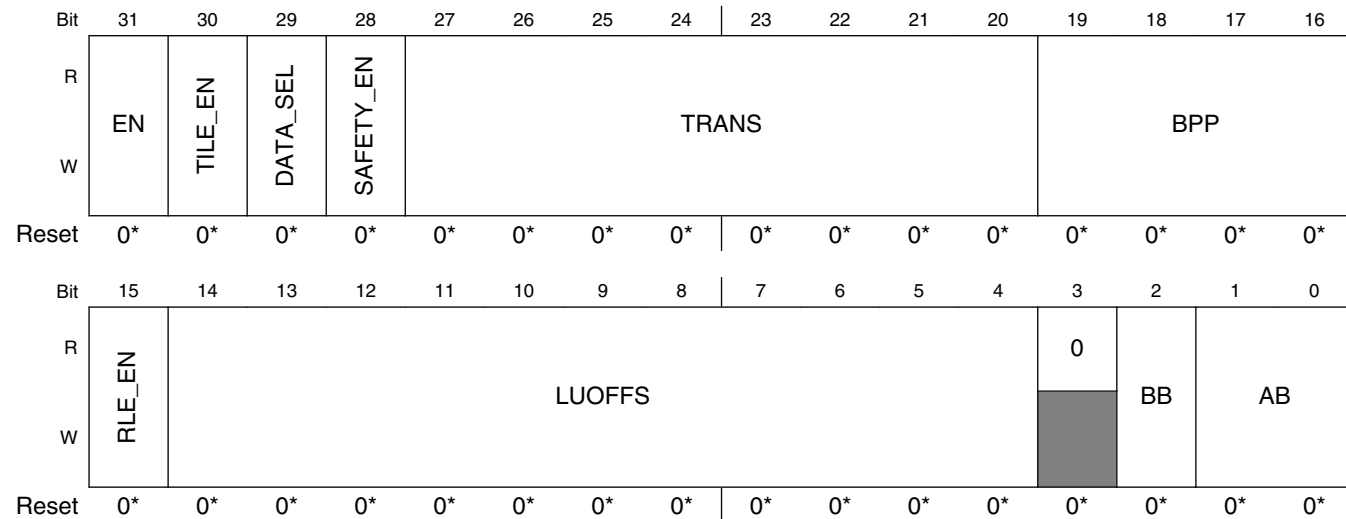 Bit 31 30 29 28 27 26 25 24 23 22 21 20 19 18 17 16
R
W
EN TILE_EN DATA_SEL SAFETY_EN TRANS BPP
Reset 0* 0* 0* 0* 0* 0* 0* 0* 0* 0* 0* 0* 0* 0* 0* 0*
Bit 15 14 13 12 11 10 9 8 7 6 5 4 3 2 1 0
R 0
W
RLE_EN LUOFFS BB AB
Reset 0* 0* 0* 0* 0* 0* 0* 0* 0* 0* 0* 0* 0* 0* 0* 0*